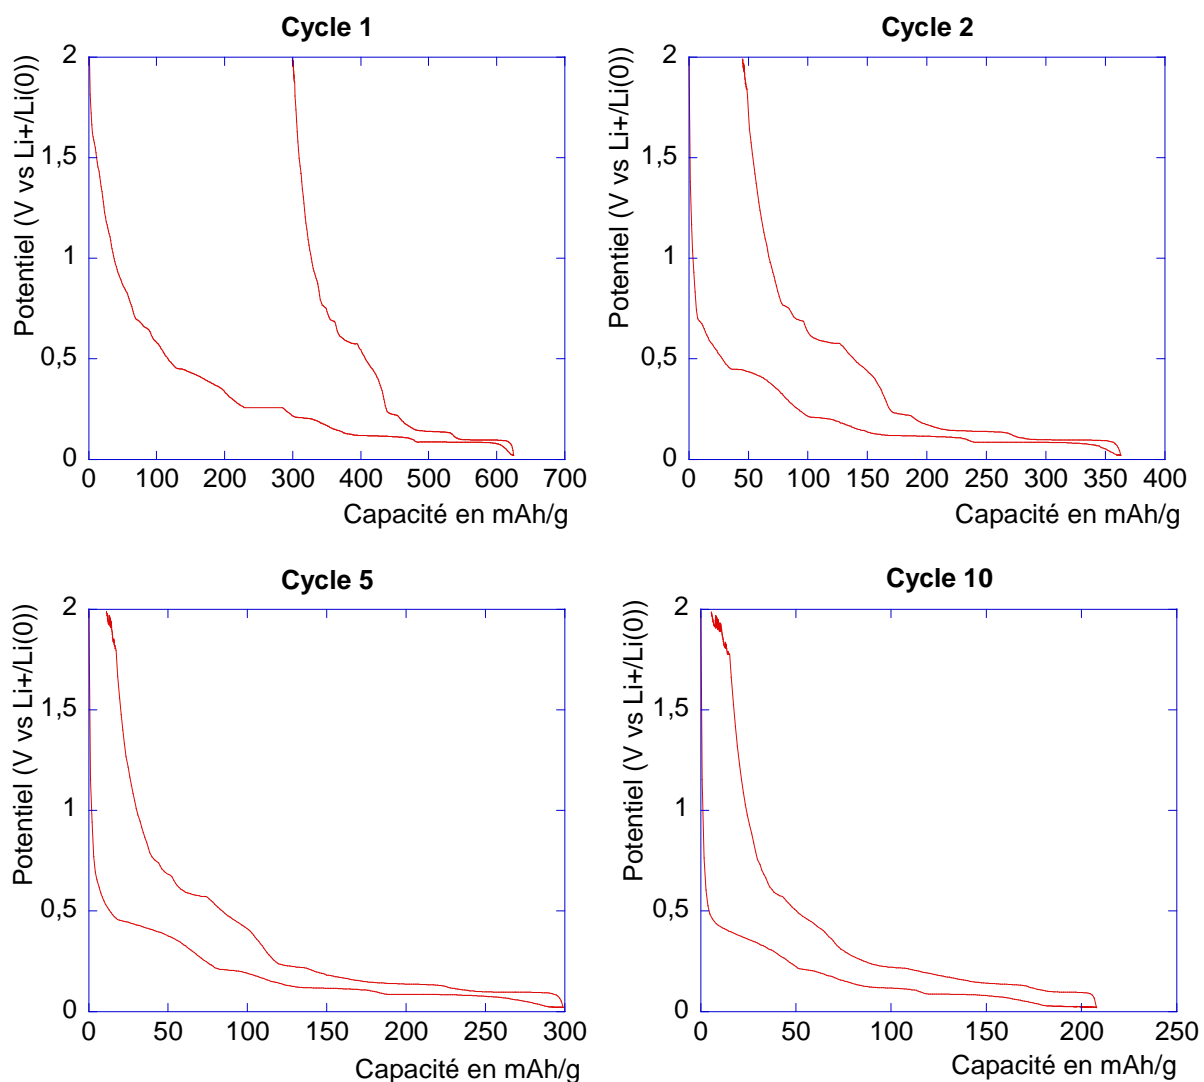 Cycle 1
Potentiel (V vs Li+/Li(0))
2
1,5
1
0,5
0
0 100 200 300 400 500 600 700
Capacité en mAh/g
Cycle 2
Potentiel (V vs Li+/Li(0))
2
1,5
1
0,5
0
0 50 100 150 200 250 300 350 400
Capacité en mAh/g
Cycle 5
Potentiel (V vs Li+/Li(0))
2
1,5
1
0,5
0
0 50 100 150 200 250 300
Capacité en mAh/g
Cycle 10
Potentiel (V vs Li+/Li(0))
2
1,5
1
0,5
0
0 50 100 150 200 250
Capacité en mAh/g